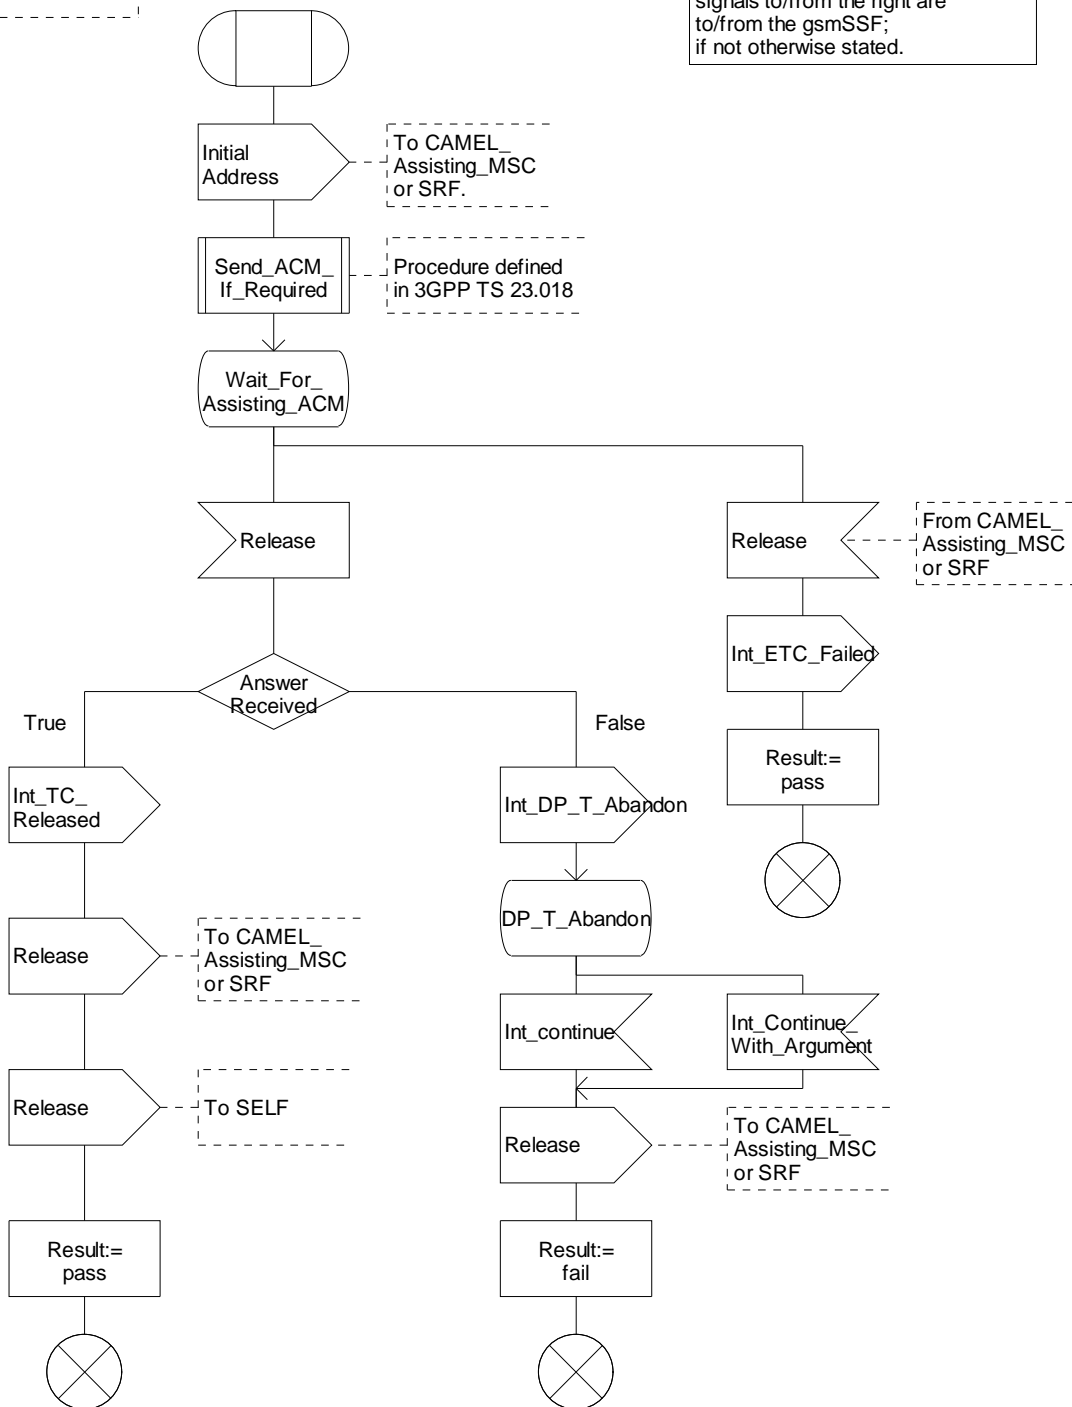 signals to/from the right are
to/from the gsmSSF;
if not otherwise stated.
Initial
Address
To CAMEL_
Assisting_MSC
or SRF.
Send_ACM_
If_Required
Procedure defined
in 3GPP TS 23.018
Wait_For_
Assisting_ACM
Release
Release
From CAMEL_
Assisting_MSC
or SRF
Int_ETC_Failed
Answer
Received
True
False
Result:=
pass
Int_TC_
Released
Int_DP_T_Abandon
DP_T_Abandon
Release
To CAMEL_
Assisting_MSC
or SRF
Int_continue
Int_Continue_
With_Argument
Release
To SELF
Release
To CAMEL_
Assisting_MSC
or SRF
Result:=
pass
Result:=
fail